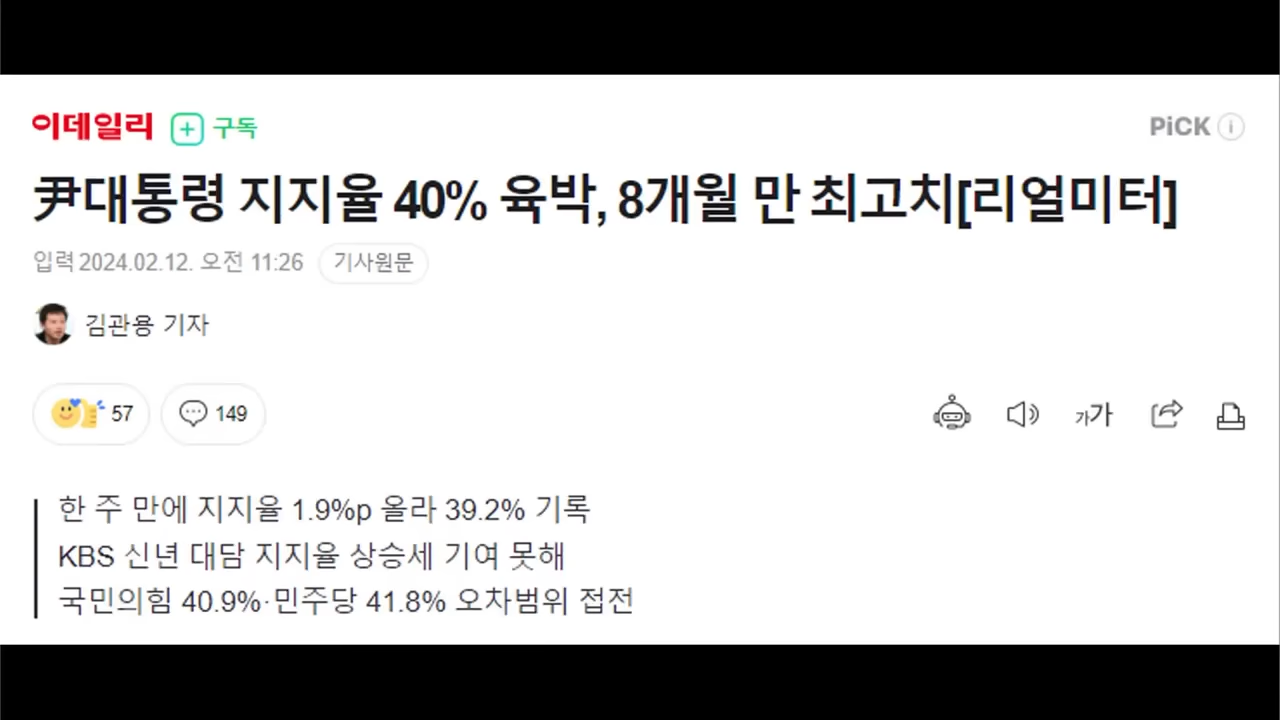 이데일리 구독
PiCK
尹대통령 지지율 40% 육박, 8개월 만 최고치[리얼미터]
입력 2024.02.12. 오전 11:26 기사원문
김관용 기자
57 149
가가
한 주 만에 지지율 1.9%p 올라 39.2% 기록
KBS 신년 대담 지지율 상승세 기여 못해
국민의힘 40.9%·민주당 41.8% 오차범위 접전